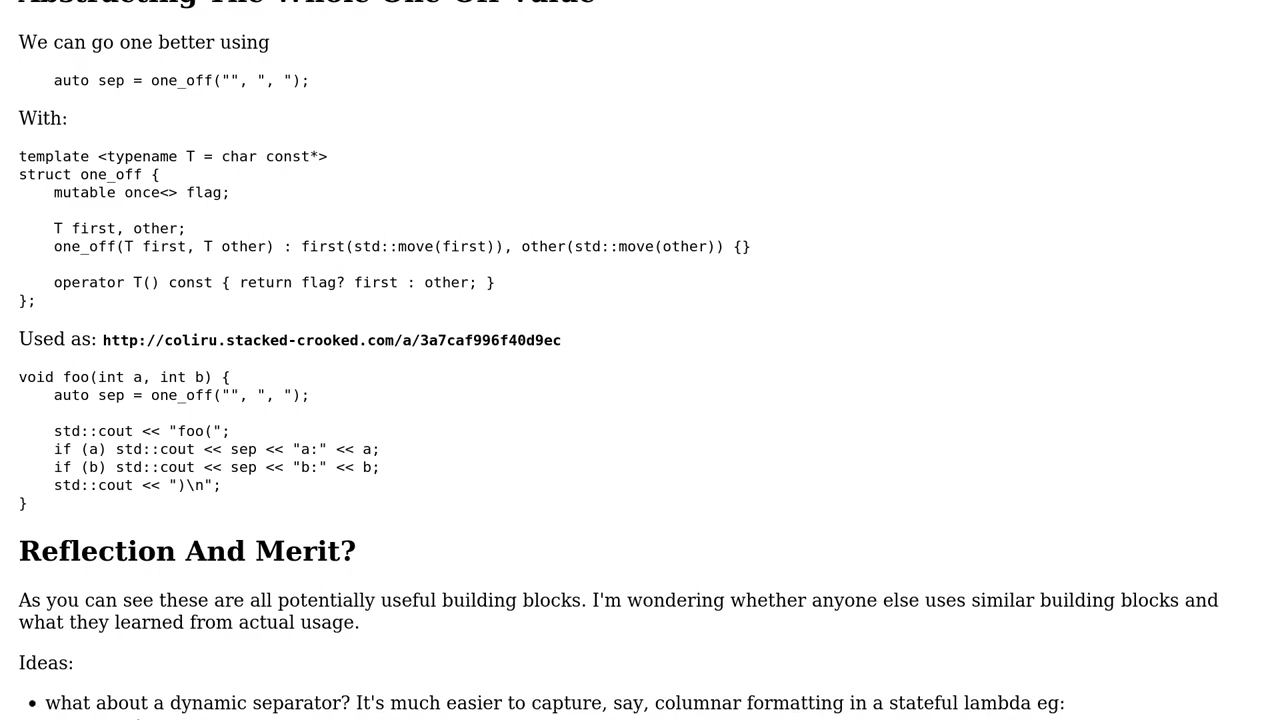 Abstracting The Whole One-Off Value
We can go one better using
    auto sep = one_off("", ", ");
With:
template <typename T = char const*>
struct one_off {
    mutable once<> flag;
    T first, other;
    one_off(T first, T other) : first(std::move(first)), other(std::move(other)) {}
    operator T() const { return flag? first : other; }
};
Used as: http://coliru.stacked-crooked.com/a/3a7caf996f40d9ec
void foo(int a, int b) {
    auto sep = one_off("", ", ");
    std::cout << "foo(";
    if (a) std::cout << sep << "a:" << a;
    if (b) std::cout << sep << "b:" << b;
    std::cout << ")\n";
}
Reflection And Merit?
As you can see these are all potentially useful building blocks. I'm wondering whether anyone else uses similar building blocks and
what they learned from actual usage.
Ideas:
• what about a dynamic separator? It's much easier to capture, say, columnar formatting in a stateful lambda eg: